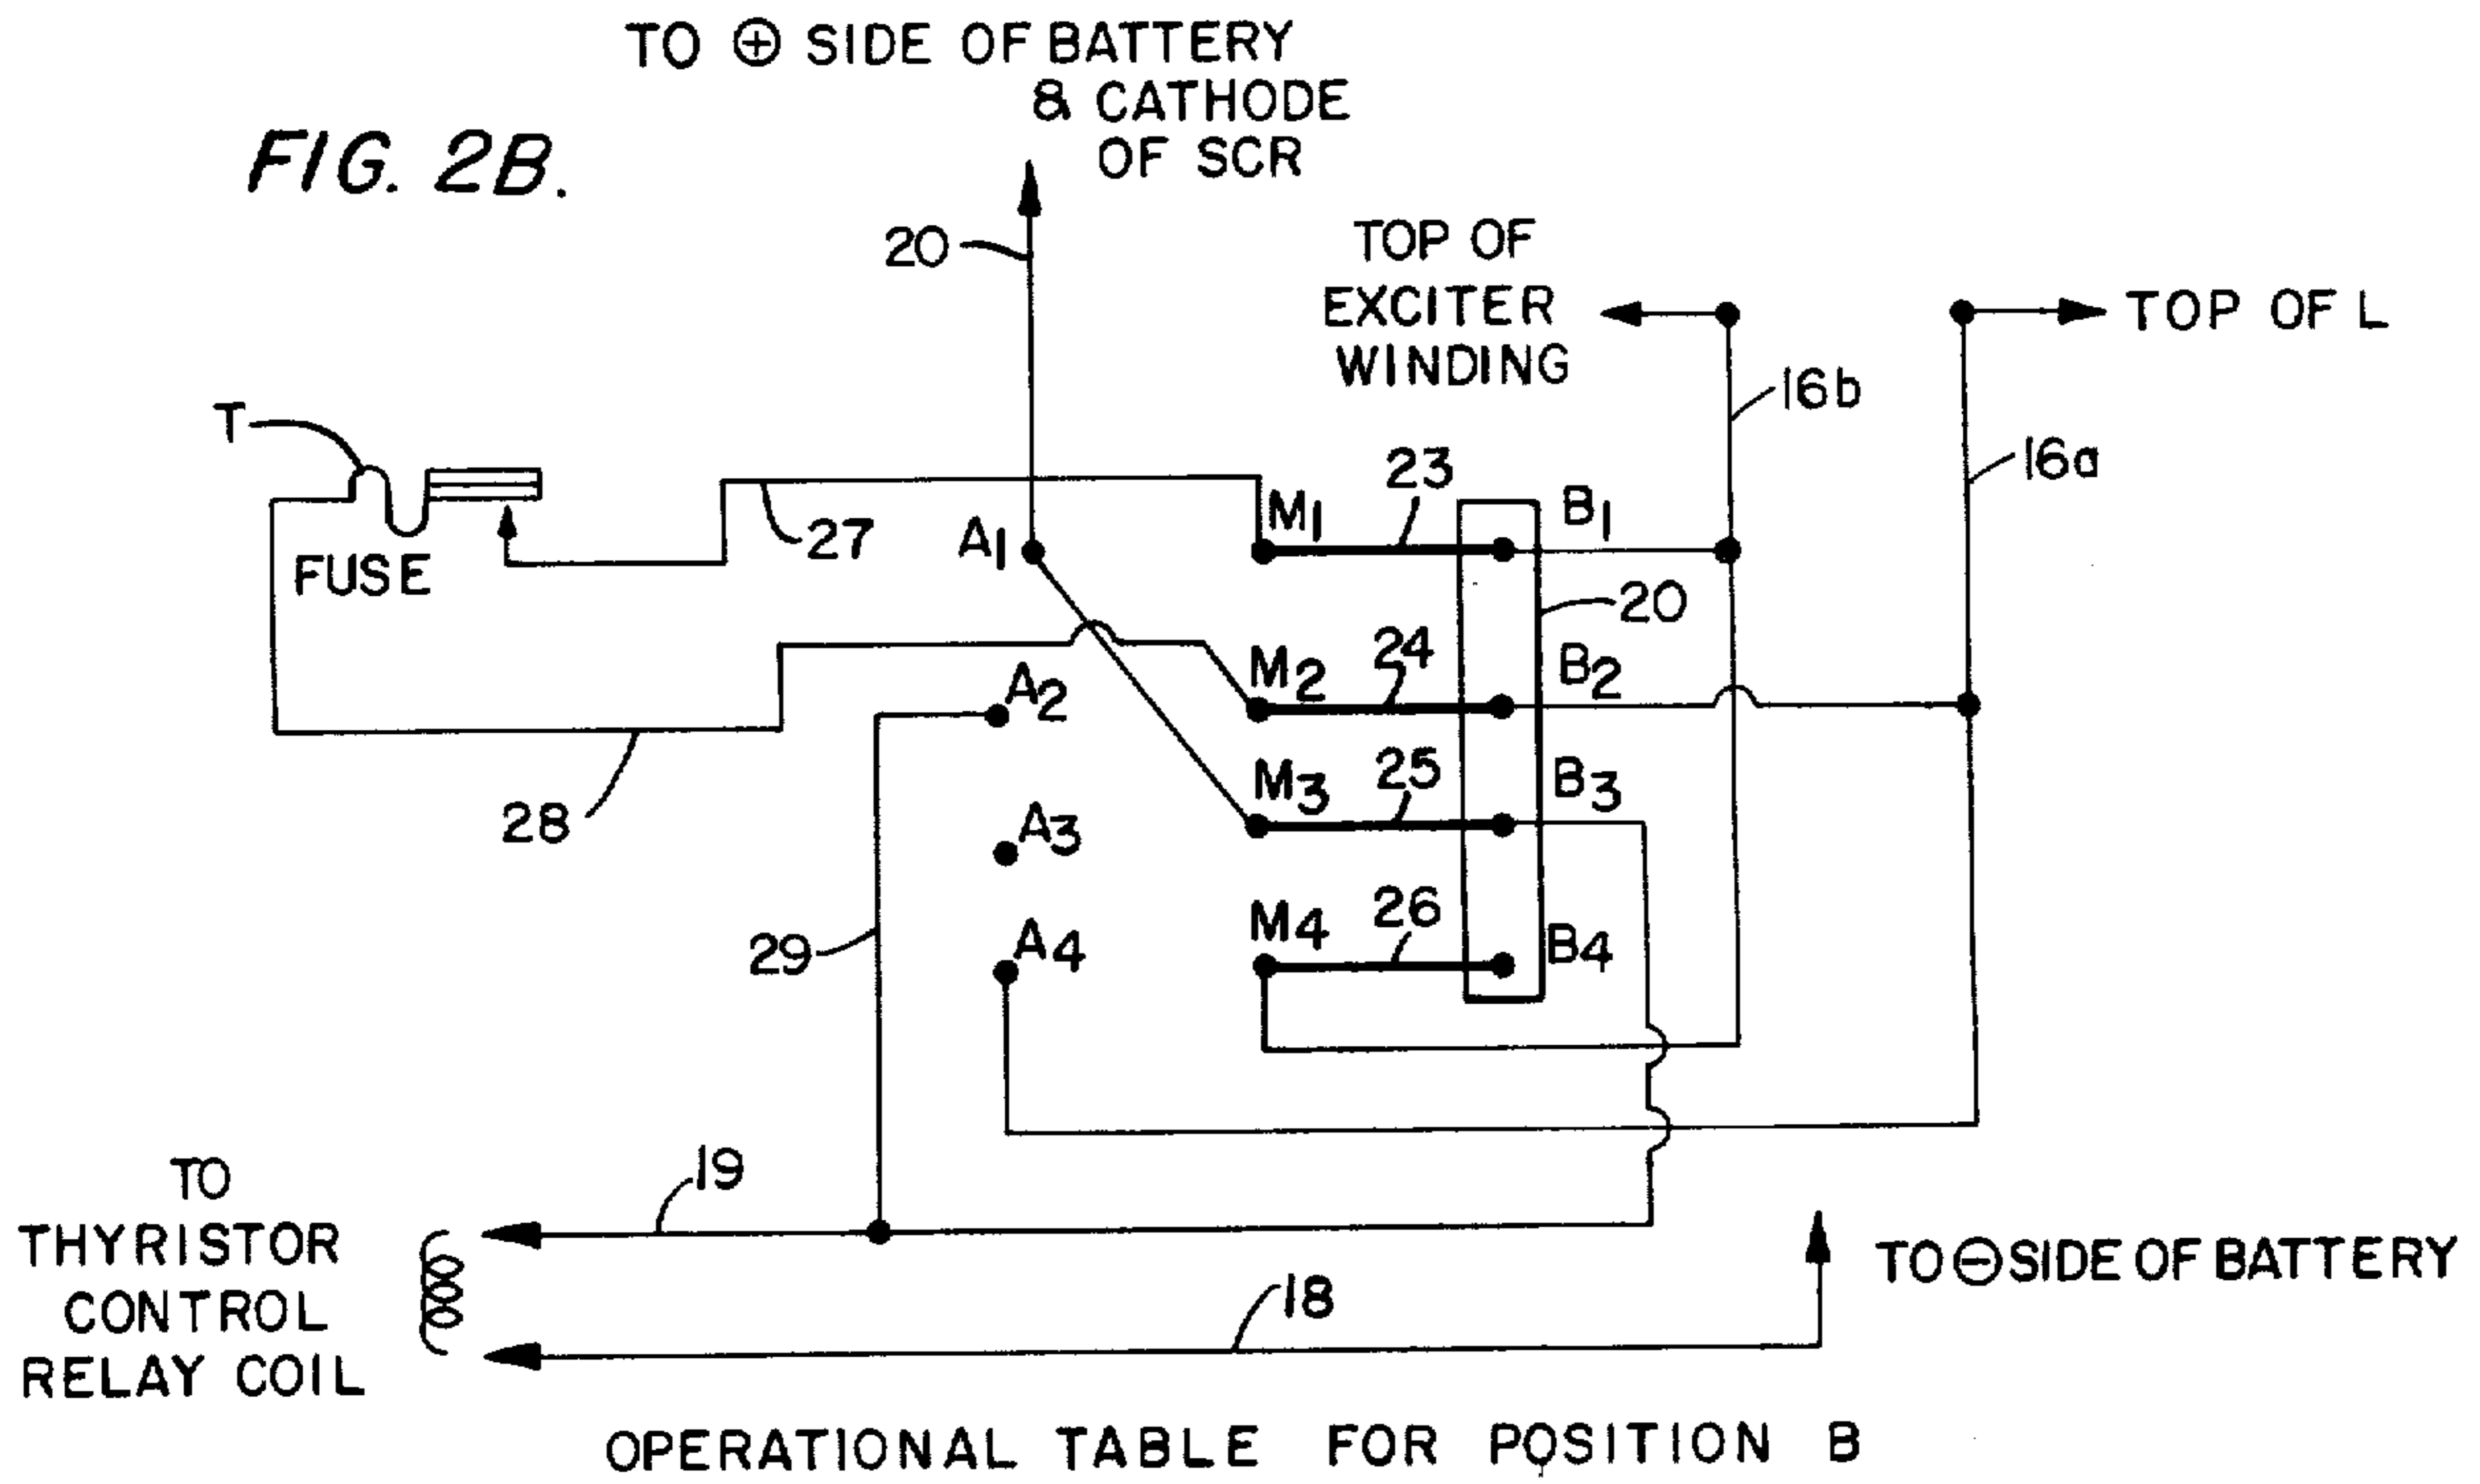 TO ⊕ SIDE OF BATTERY
& CATHODE
OF SCR
FIG. 2B.
20
TOP OF
EXCITER
WINDING
TOP OF L
16b
16a
T
FUSE
27
A1
M1
23
B1
20
A2
M2
24
B2
28
A3
M3
25
B3
29
A4
M4
26
B4
TO
THYRISTOR
CONTROL
RELAY COIL
19
18
TO ⊖ SIDE OF BATTERY
OPERATIONAL TABLE FOR POSITION B